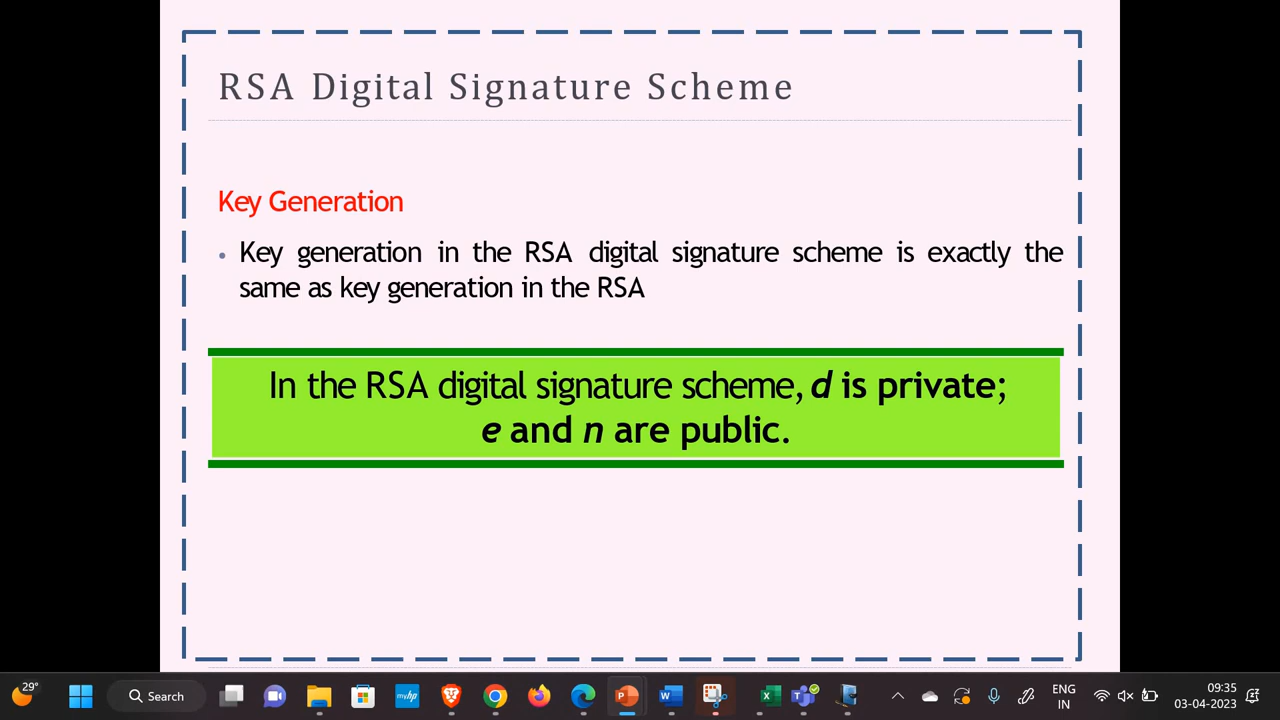 RSA Digital Signature Scheme
Key Generation
• Key generation in the RSA digital signature scheme is exactly the
same as key generation in the RSA
In the RSA digital signature scheme, d is private;
e and n are public.
29°
Search
myhp
ENG
IN
09:35
03-04-2023